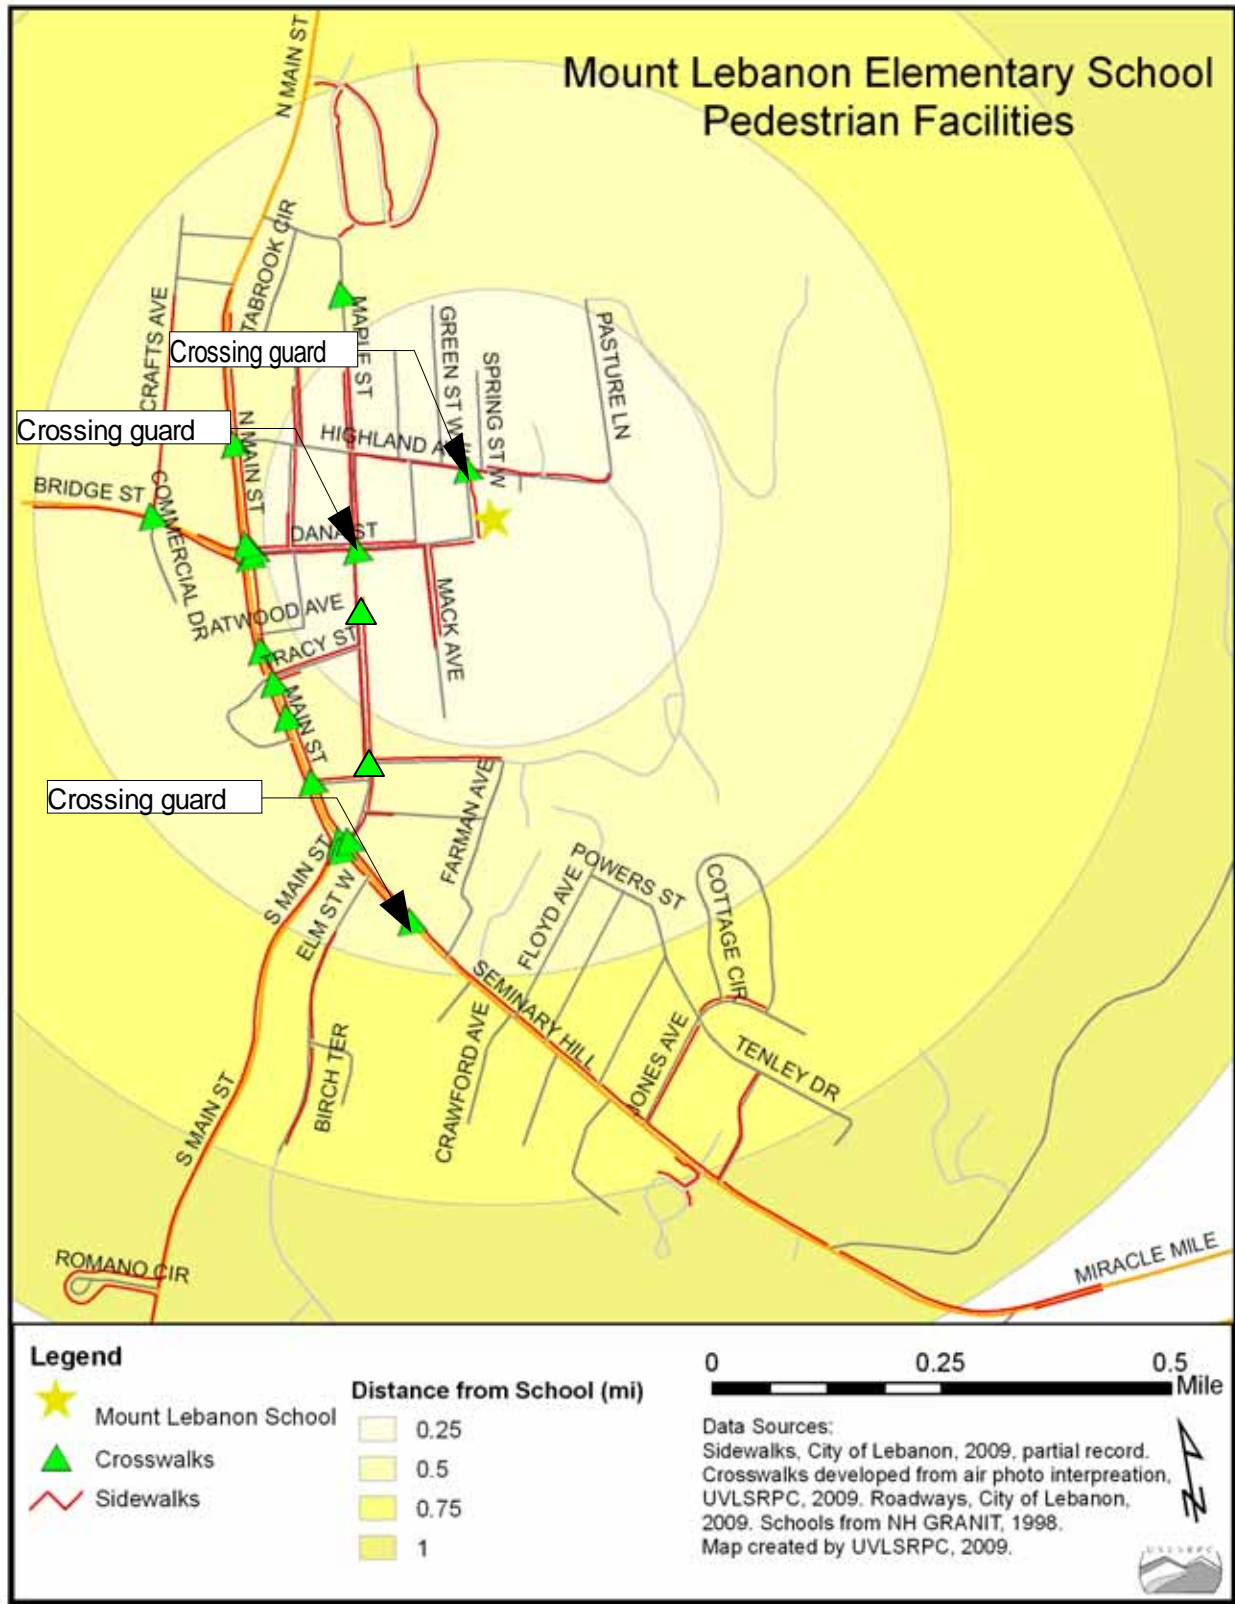 Mount Lebanon Elementary School
Pedestrian Facilities
N MAIN ST
TABROOK CIR
CRAFTS AVE
MAPLE ST
GREEN ST W
SPRING ST W
PASTURE LN
Crossing guard
Crossing guard
N MAIN ST
HIGHLAND A
BRIDGE ST
COMMERCIAL DR
DANA ST
ATWOOD AVE
TRACY ST
MACK AVE
MAIN ST
Crossing guard
FARMAN AVE
S MAIN ST
ELM ST W
POWERS ST
FLOYD AVE
COTTAGE CIR
SEMINARY HILL
CRAWFORD AVE
JONES AVE
TENLEY DR
BIRCH TER
S MAIN ST
ROMANO CIR
MIRACLE MILE
Legend
Mount Lebanon School
Crosswalks
Sidewalks
Distance from School (mi)
0.25
0.5
0.75
1
0 0.25 0.5
Mile
Data Sources:
Sidewalks, City of Lebanon, 2009, partial record.
Crosswalks developed from air photo interpreation,
UVLSRPC, 2009. Roadways, City of Lebanon,
2009. Schools from NH GRANIT, 1998.
Map created by UVLSRPC, 2009.
N
UVLSRPC